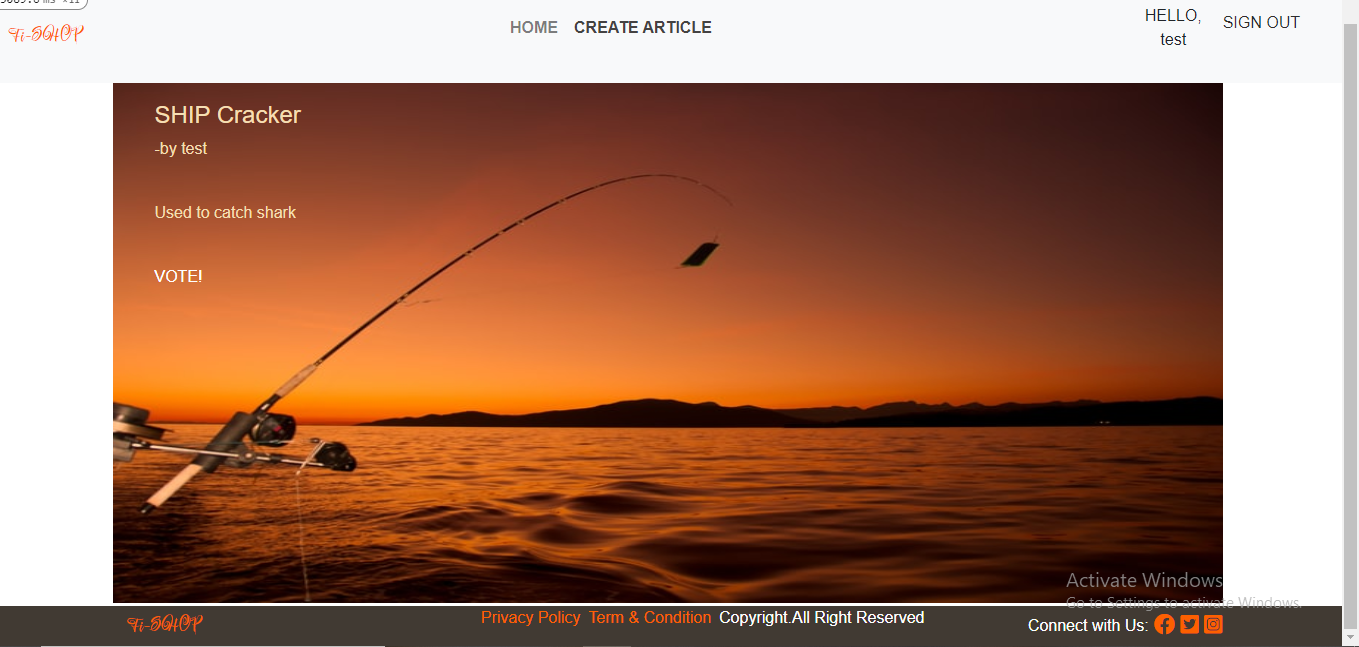 Fi-SHOP
HOME CREATE ARTICLE
HELLO,
test
SIGN OUT
SHIP Cracker
-by test
Used to catch shark
VOTE!
Activate Windows
Go to Settings to activate Windows.
Fi-SHOP
Privacy Policy Term & Condition Copyright.All Right Reserved
Connect with Us: